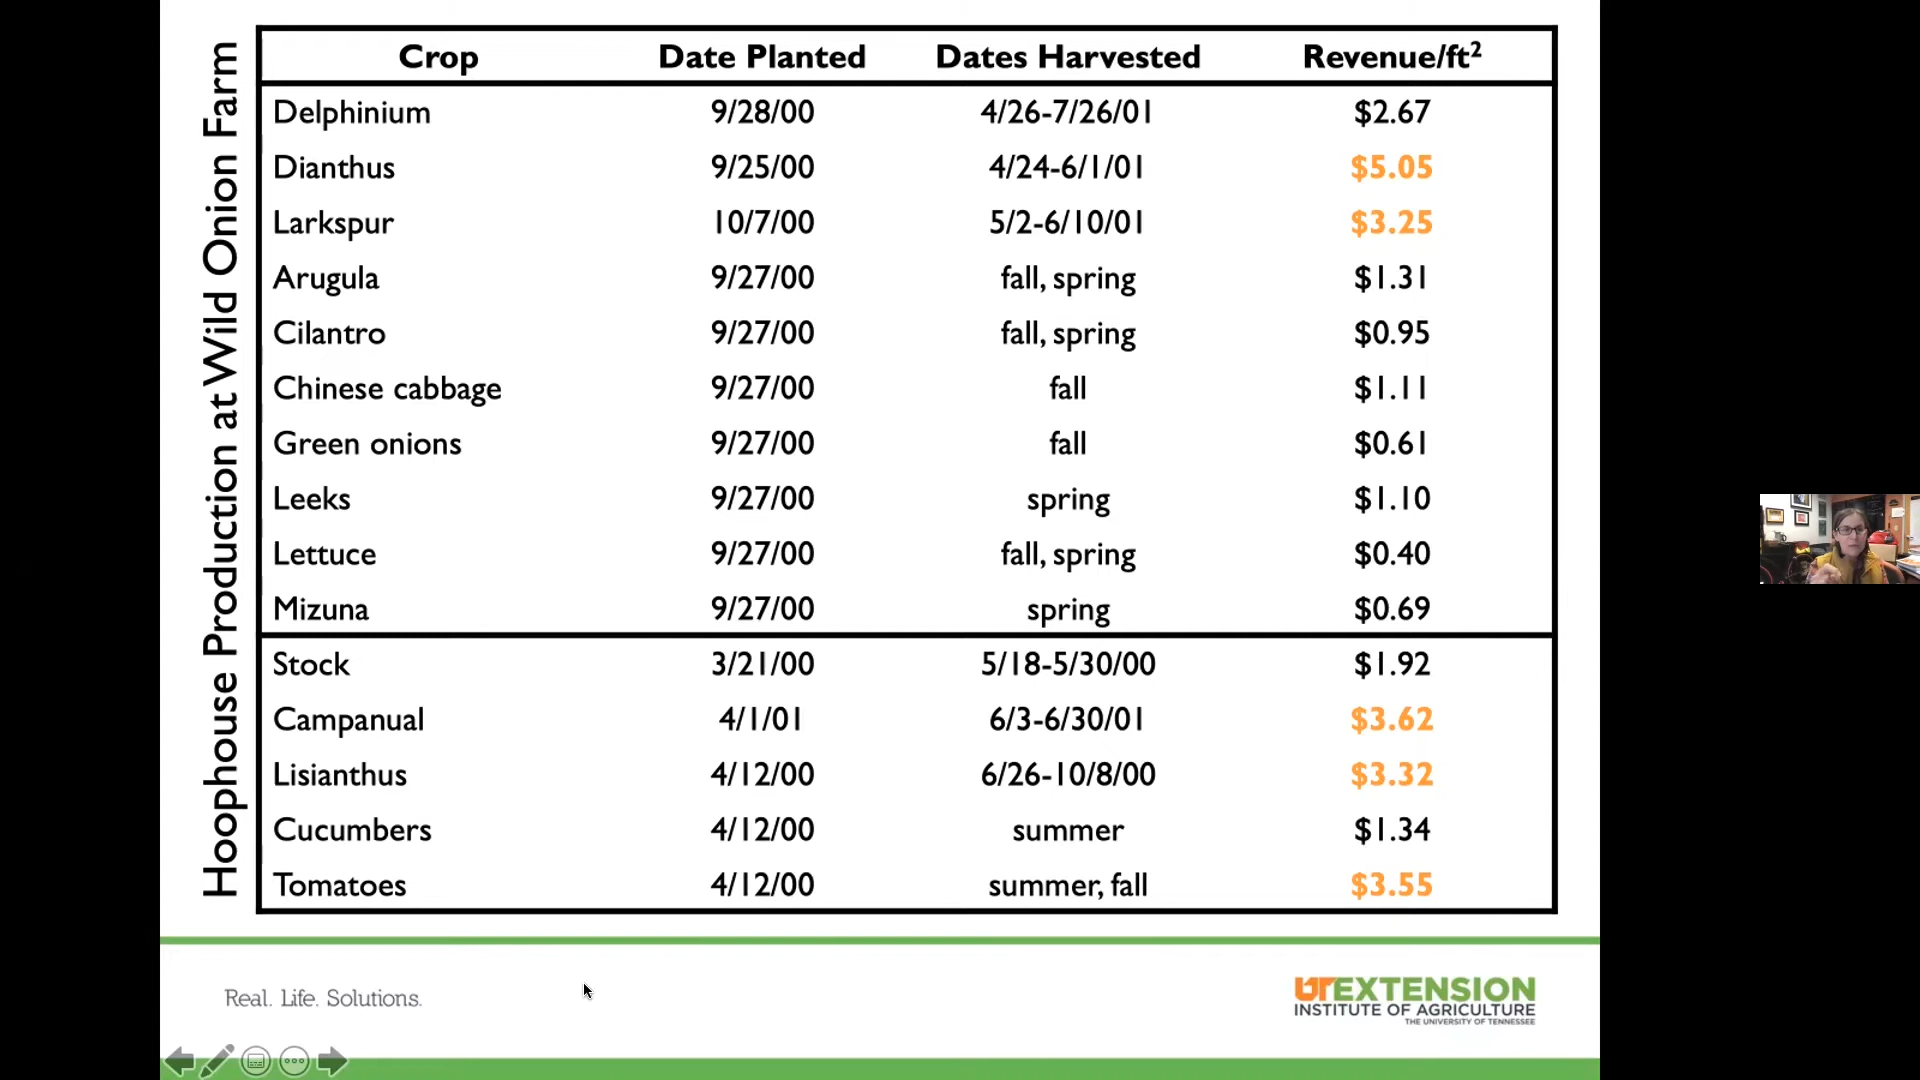 Hoophouse Production at Wild Onion Farm
Crop Date Planted Dates Harvested Revenue/ft²
Delphinium 9/28/00 4/26-7/26/01 $2.67
Dianthus 9/25/00 4/24-6/1/01 $5.05
Larkspur 10/7/00 5/2-6/10/01 $3.25
Arugula 9/27/00 fall, spring $1.31
Cilantro 9/27/00 fall, spring $0.95
Chinese cabbage 9/27/00 fall $1.11
Green onions 9/27/00 fall $0.61
Leeks 9/27/00 spring $1.10
Lettuce 9/27/00 fall, spring $0.40
Mizuna 9/27/00 spring $0.69
Stock 3/21/00 5/18-5/30/00 $1.92
Campanual 4/1/01 6/3-6/30/01 $3.62
Lisianthus 4/12/00 6/26-10/8/00 $3.32
Cucumbers 4/12/00 summer $1.34
Tomatoes 4/12/00 summer, fall $3.55
Real. Life. Solutions.
UTEXTENSION
INSTITUTE OF AGRICULTURE
THE UNIVERSITY OF TENNESSEE